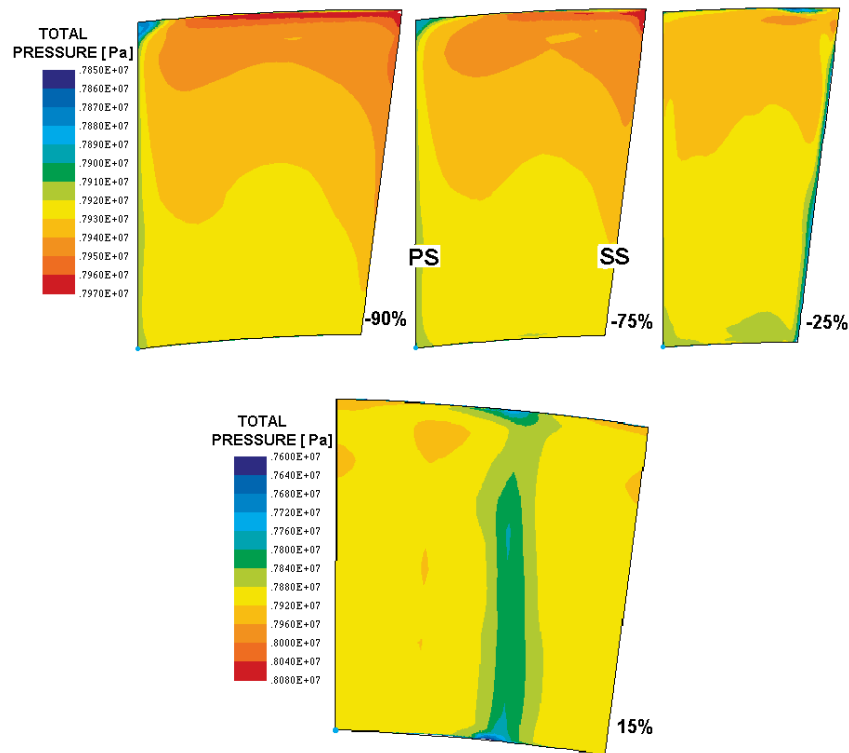 TOTAL
PRESSURE [ Pa]
.7850E+07
.7860E+07
.7870E+07
.7880E+07
.7890E+07
.7900E+07
.7910E+07
.7920E+07
.7930E+07
.7940E+07
.7950E+07
.7960E+07
.7970E+07
-90%
PS
SS
-75%
-25%
TOTAL
PRESSURE [ Pa]
.7600E+07
.7640E+07
.7680E+07
.7720E+07
.7760E+07
.7800E+07
.7840E+07
.7880E+07
.7920E+07
.7960E+07
.8000E+07
.8040E+07
.8080E+07
15%